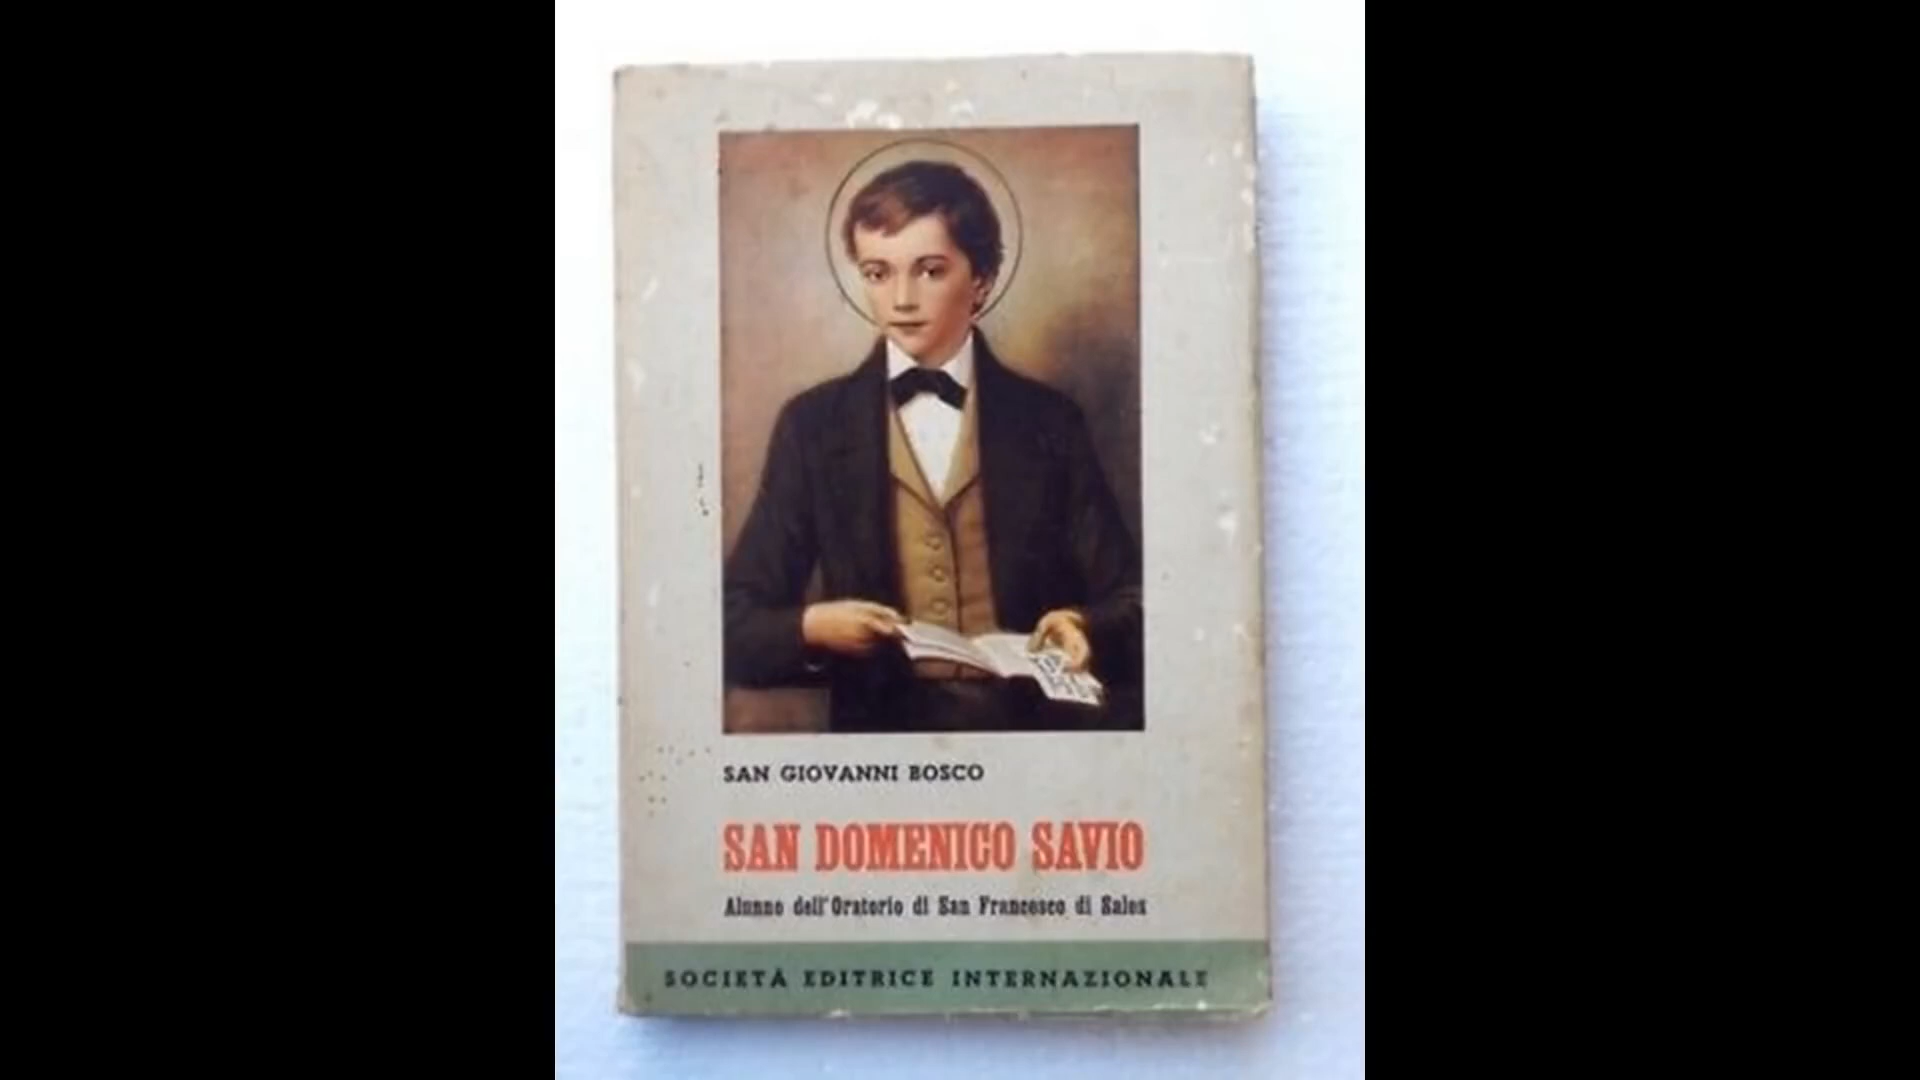 SAN GIOVANNI BOSCO
SAN DOMENICO SAVIO
Alunno dell'Oratorio di San Francesco di Sales
SOCIETÀ EDITRICE INTERNAZIONALE